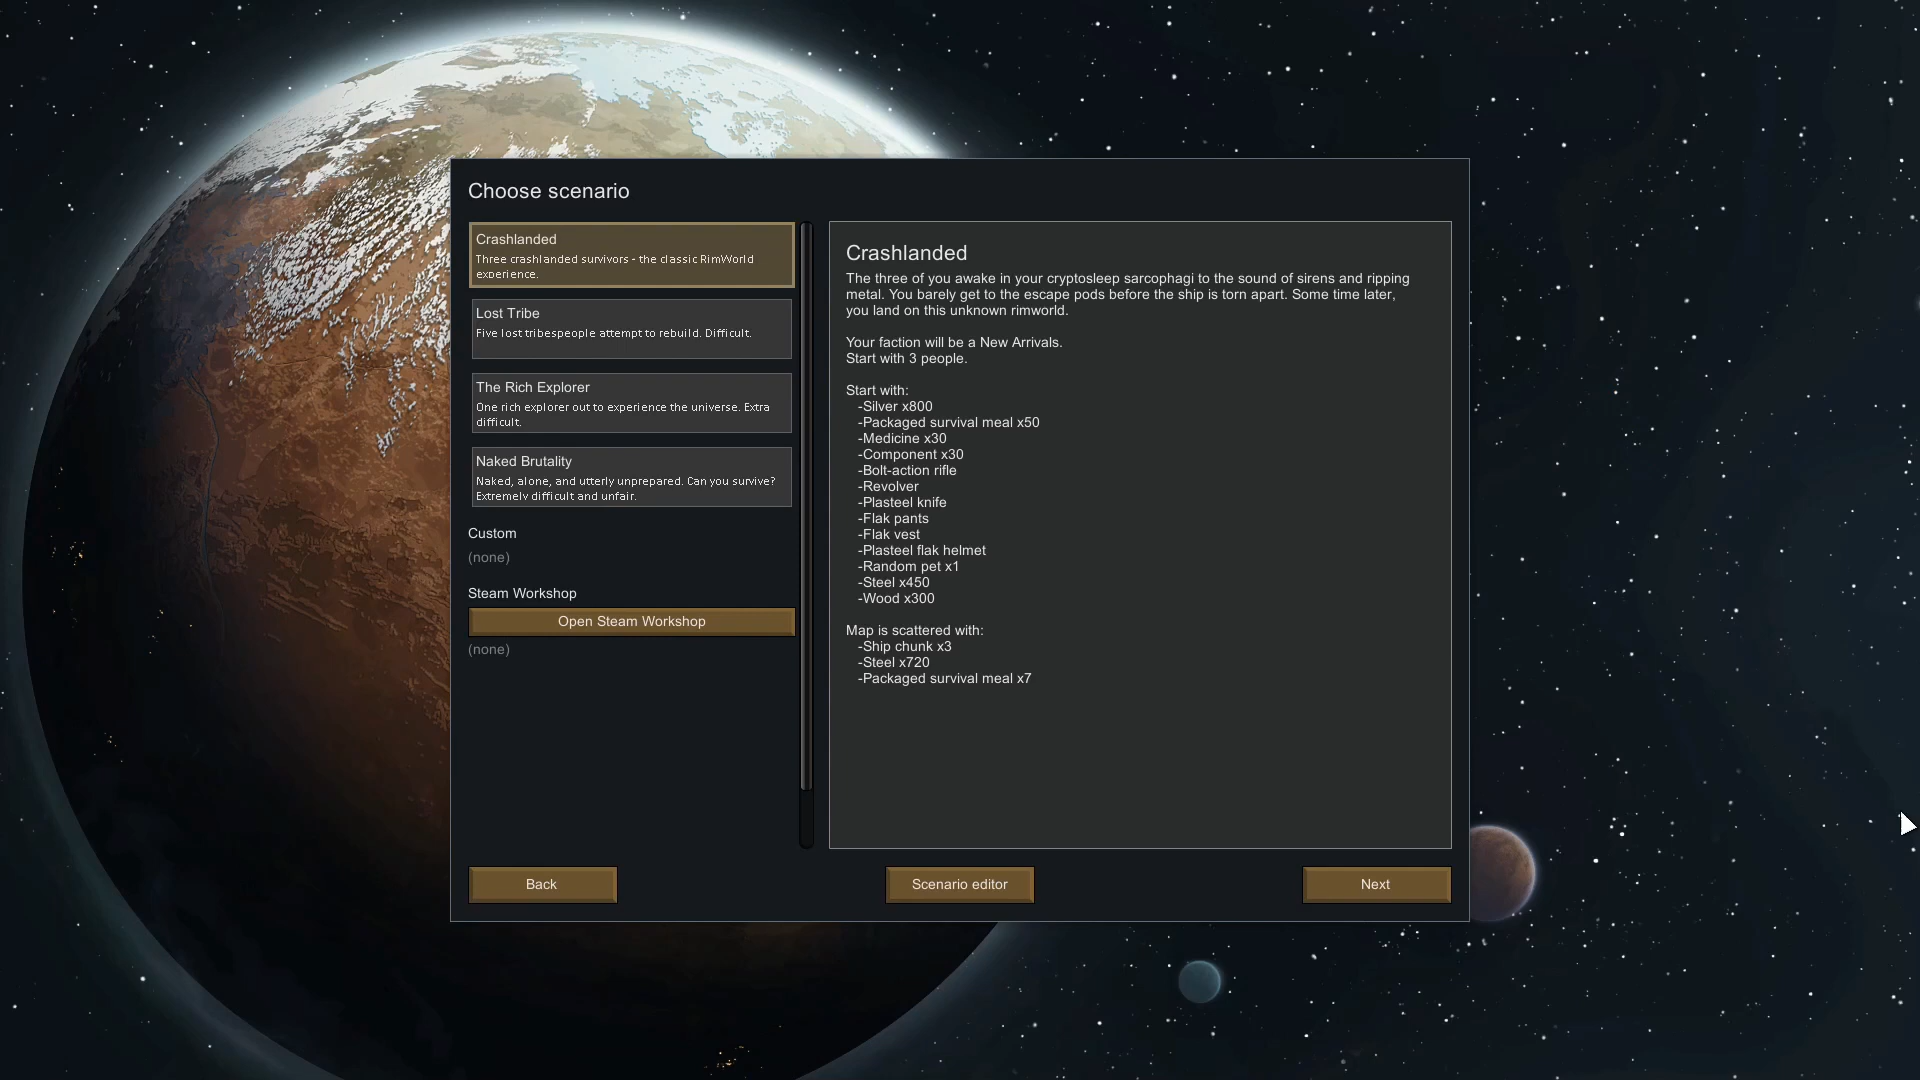 Choose scenario
Crashlanded
Three crashlanded survivors - the classic RimWorld
experience.
Lost Tribe
Five lost tribespeople attempt to rebuild. Difficult.
The Rich Explorer
One rich explorer out to experience the universe. Extra
difficult.
Naked Brutality
Naked, alone, and utterly unprepared. Can you survive?
Extremely difficult and unfair.
Custom
(none)
Steam Workshop
Open Steam Workshop
(none)
Crashlanded
The three of you awake in your cryptosleep sarcophagi to the sound of sirens and ripping
metal. You barely get to the escape pods before the ship is torn apart. Some time later,
you land on this unknown rimworld.
Your faction will be a New Arrivals.
Start with 3 people.
Start with:
-Silver x800
-Packaged survival meal x50
-Medicine x30
-Component x30
-Bolt-action rifle
-Revolver
-Plasteel knife
-Flak pants
-Flak vest
-Plasteel flak helmet
-Random pet x1
-Steel x450
-Wood x300
Map is scattered with:
-Ship chunk x3
-Steel x720
-Packaged survival meal x7
Back
Scenario editor
Next